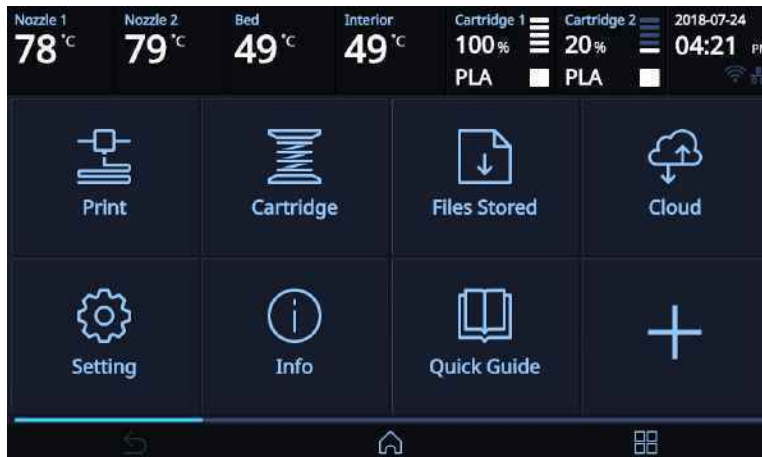 Nozzle 1
78 °C
Nozzle 2
79 °C
Bed
49 °C
Interior
49 °C
Cartridge 1
100 %
PLA
Cartridge 2
20 %
PLA
2018-07-24
04:21
Print
Cartridge
Files Stored
Cloud
Setting
Info
Quick Guide